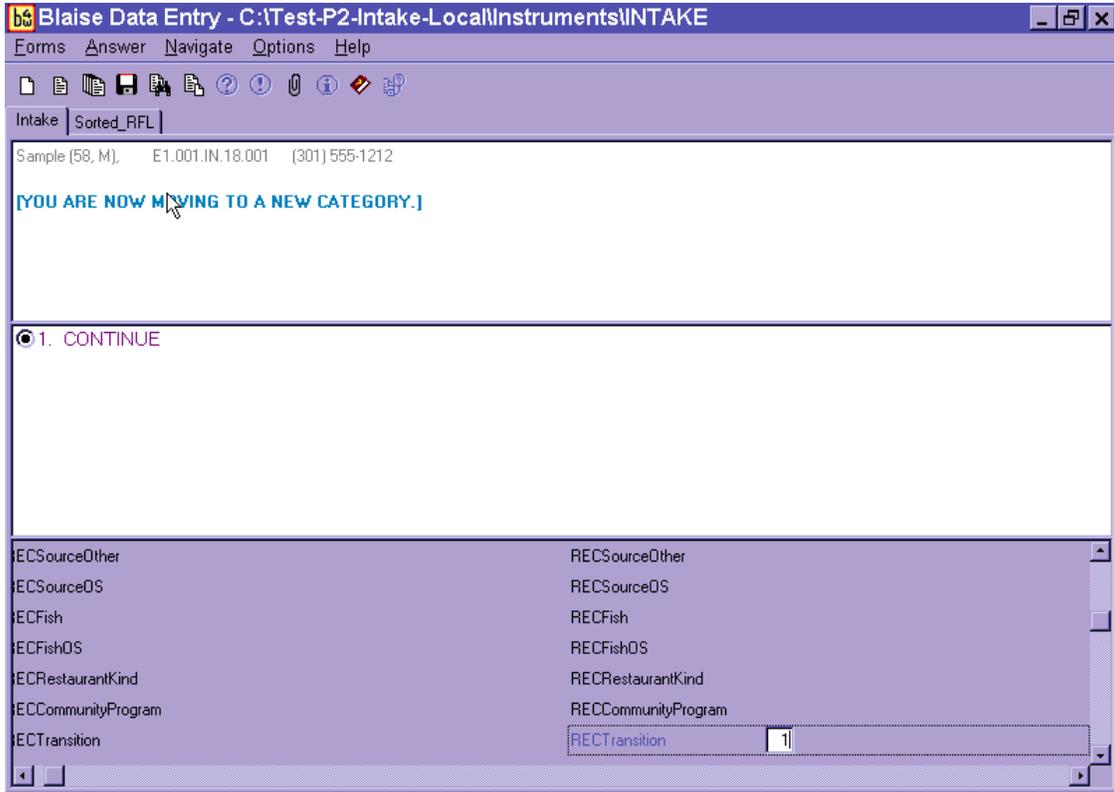 Blaise Data Entry - C:\Test-P2-Intake-Local\Instruments\INTAKE
Forms Answer Navigate Options Help
Intake Sorted_RFL
Sample (58, M), E1.001.IN.18.001 (301) 555-1212
[YOU ARE NOW MOVING TO A NEW CATEGORY.]
1. CONTINUE
ECSourceOther RECSourceOther
ECSourceOS RECSourceOS
ECFish RECFish
ECFishOS RECFishOS
ECRestaurantKind RECRestaurantKind
ECCommunityProgram RECCommunityProgram
ECTransition RECTransition 1